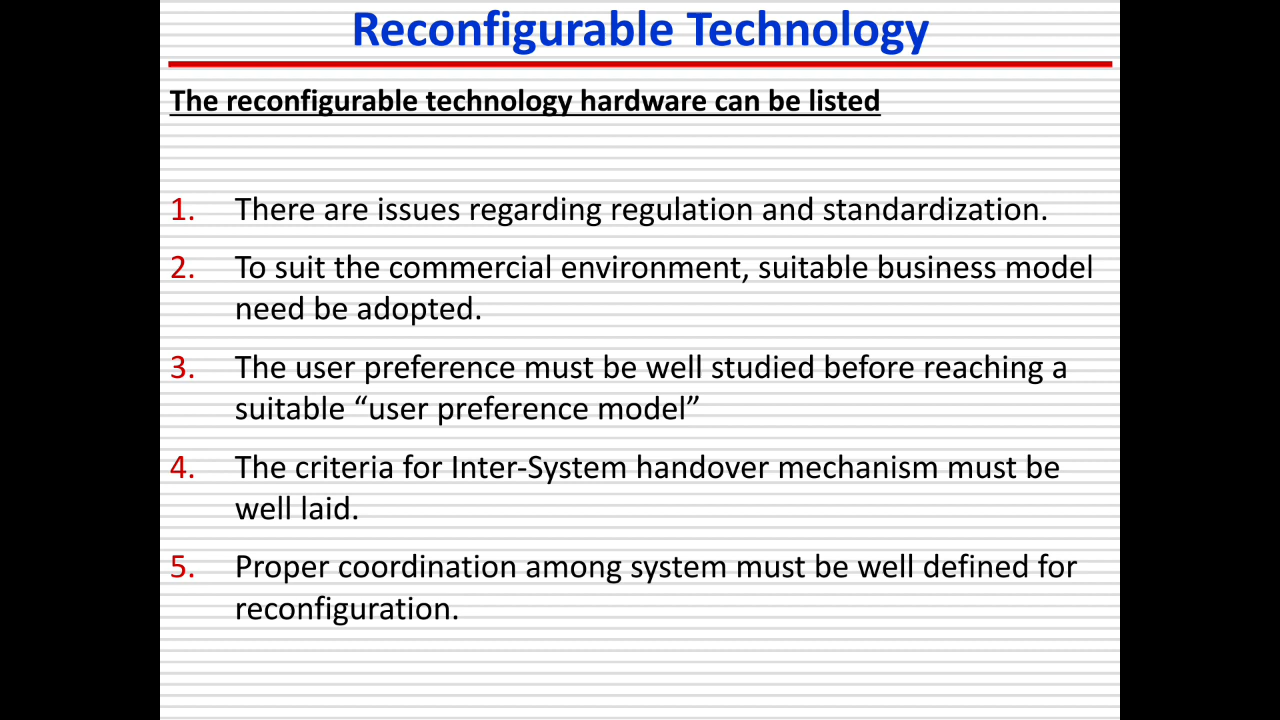 Reconfigurable Technology
The reconfigurable technology hardware can be listed
1. There are issues regarding regulation and standardization.
2. To suit the commercial environment, suitable business model
need be adopted.
3. The user preference must be well studied before reaching a
suitable “user preference model”
4. The criteria for Inter-System handover mechanism must be
well laid.
5. Proper coordination among system must be well defined for
reconfiguration.